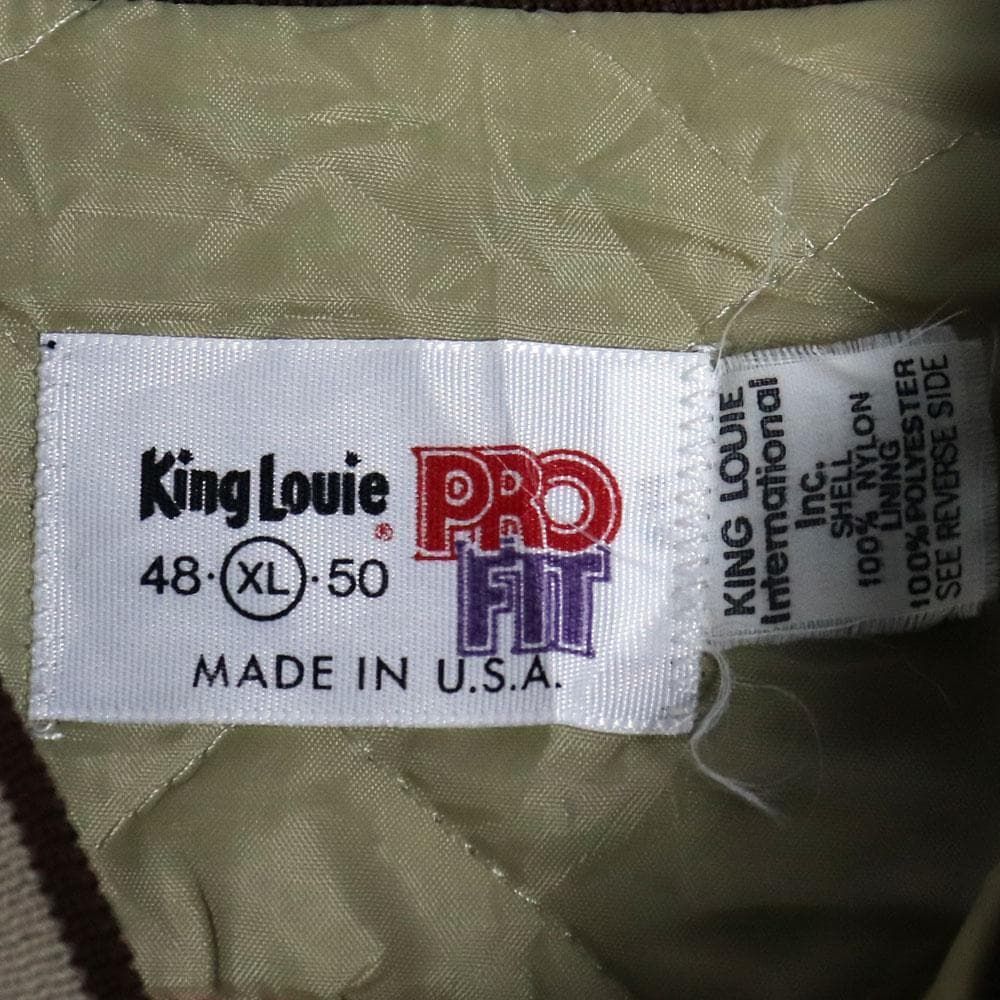 King Louie® PRO
48·XL·50 FIT
MADE IN U.S.A.
KING LOUIE
International
Inc.
SHELL
100% NYLON
LINING
100% POLYESTER
SEE REVERSE SIDE